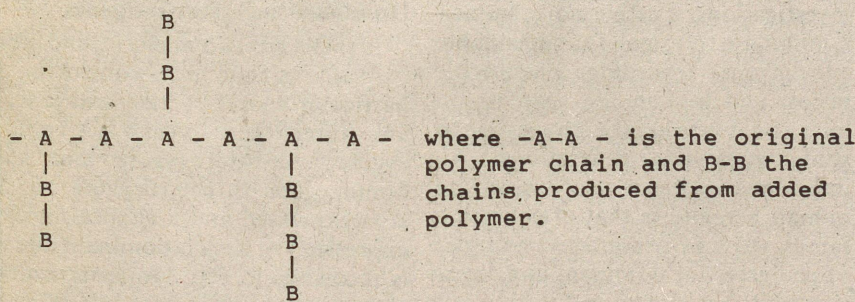 B
|
B
|
- A - A - A - A - A - A - where -A-A - is the original
| | polymer chain and B-B the
B B chains, produced from added
| | polymer.
B B
|
B